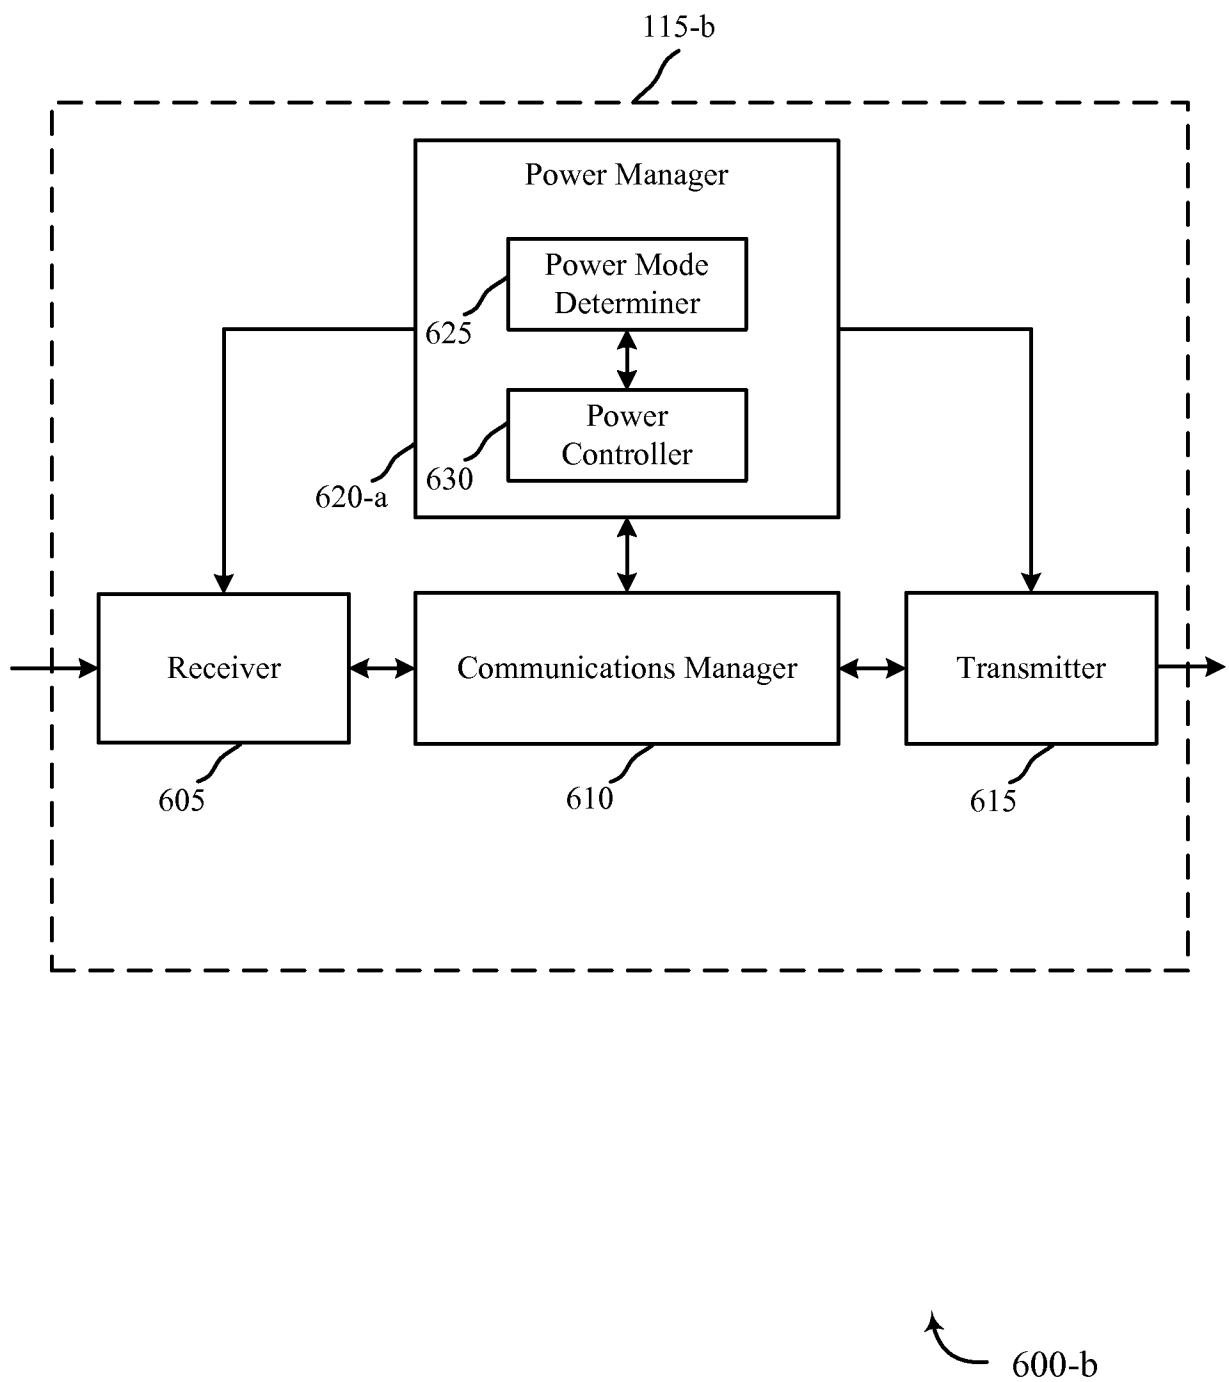 115-b
Power Manager
Power Mode
Determiner
625
Power
Controller
630
620-a
Receiver
Communications Manager
Transmitter
605
610
615
600-b